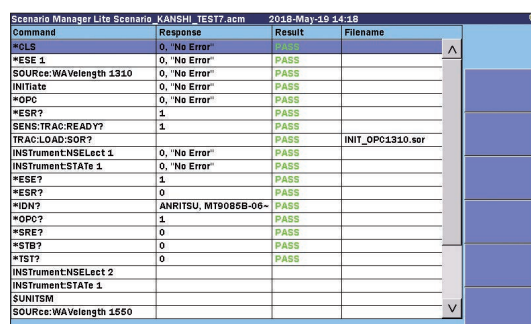 Scenario Manager Lite Scenario_KANSHI_TEST7.acm 2018-May-19 14:18
Command Response Result Filename
*CLS 0, "No Error" PASS
*ESE 1 0, "No Error" PASS
SOURce:WAVelength 1310 0, "No Error" PASS
INITiate 0, "No Error" PASS
*OPC 0, "No Error" PASS
*ESR? 1 PASS
SENS:TRAC:READY? 1 PASS
TRAC:LOAD:SOR? PASS INIT_OPC1310.sor
INSTrument:NSELect 1 0, "No Error" PASS
INSTrument:STATe 1 0, "No Error" PASS
*ESE? 1 PASS
*ESR? 0 PASS
*IDN? ANRITSU, MT9085B-06~ PASS
*OPC? 1 PASS
*SRE? 0 PASS
*STB? 0 PASS
*TST? 0 PASS
INSTrument:NSELect 2
INSTrument:STATe 1
$UNITSM
SOURce:WAVelength 1550